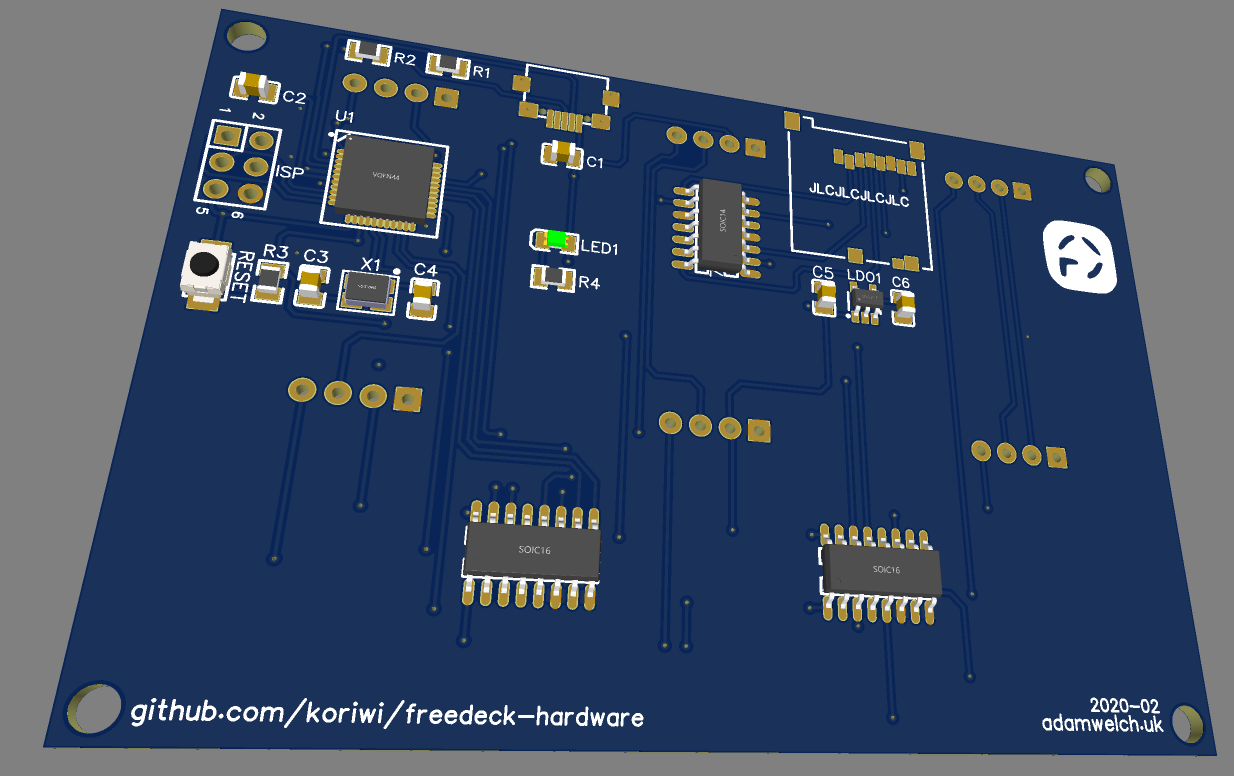 R2
R1
C2
U1
1
2
VQFN44
ISP
5
6
C1
JLCJLCJLCJLC
SOIC14
RESET
R3
C3
X1
C4
LED1
R4
C5
LDO1
C6
SOIC16
SOIC16
github.com/koriwi/freedeck-hardware
2020-02
adamwelch.uk